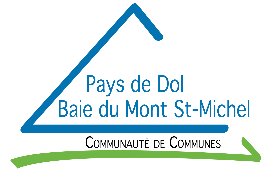 Pays de Dol
Baie du Mont St-Michel
COMMUNAUTÉ DE COMMUNES